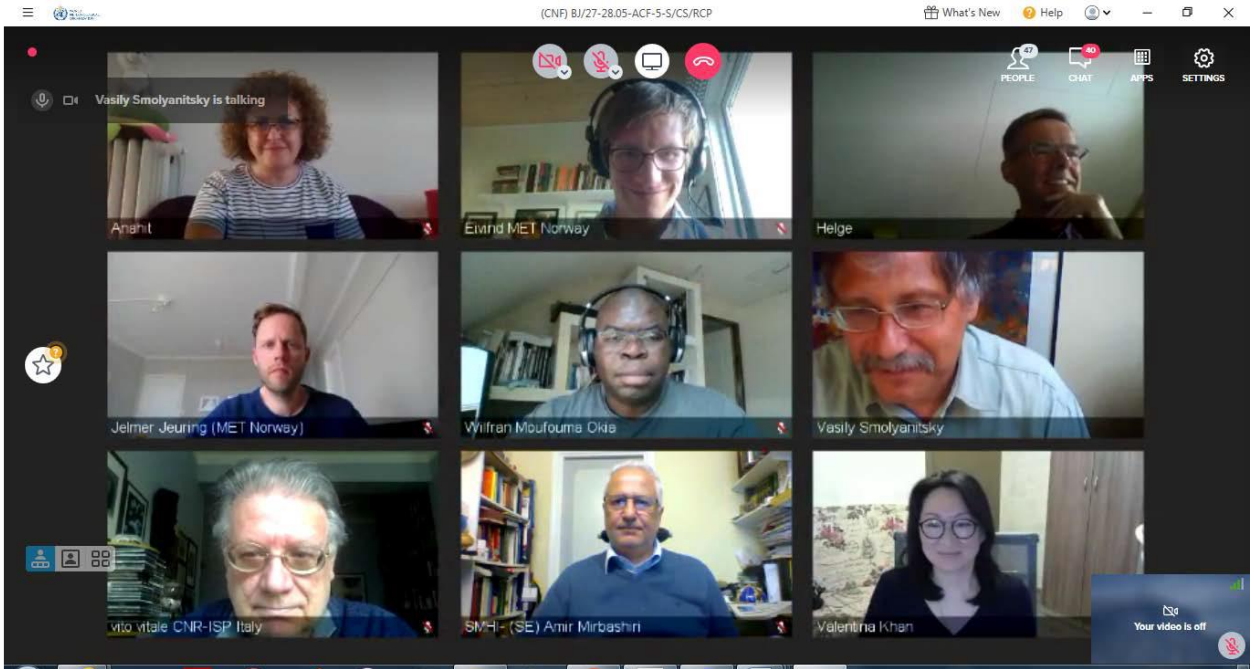 (CNF) BJ/27-28.05-ACF-5-S/CS/RCP
What's New
Help
47
PEOPLE
40
CHAT
APPS
SETTINGS
Vasily Smolyanitsky is talking
Anahit
Eivind MET Norway
Helge
Jelmer Jeuring (MET Norway)
Wilfran Moufouma Okia
Vasily Smolyanitsky
vito vitale CNR-ISP Italy
SMHI- (SE) Amir Mirbashiri
Valentina Khan
Your video is off